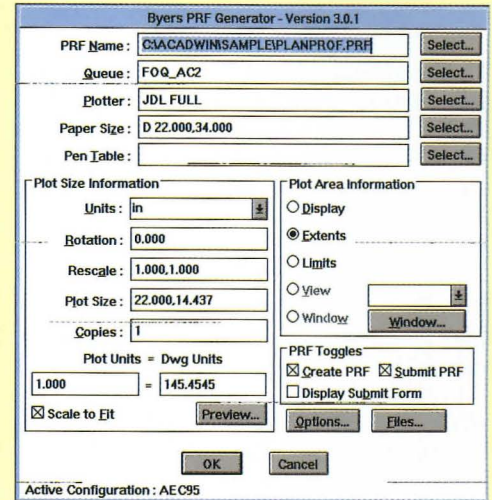 Byers PRF Generator - Version 3.0.1
PRF Name : C:\ACADWIN\SAMPLE\PLANPROF.PRF Select...
Queue : FOQ_AC2 Select...
Plotter : JDL FULL Select...
Paper Size : D 22.000,34.000 Select...
Pen Table : Select...
Plot Size Information
Units : in
Rotation : 0.000
Rescale : 1.000,1.000
Plot Size : 22.000,14.437
Copies : 1
Plot Units = Dwg Units
1.000 = 145.4545
Scale to Fit Preview...
Plot Area Information
Display
Extents
Limits
View
Window Window...
PRF Toggles
Create PRF Submit PRF
Display Submit Form
Options... Files...
OK Cancel
Active Configuration : AEC95